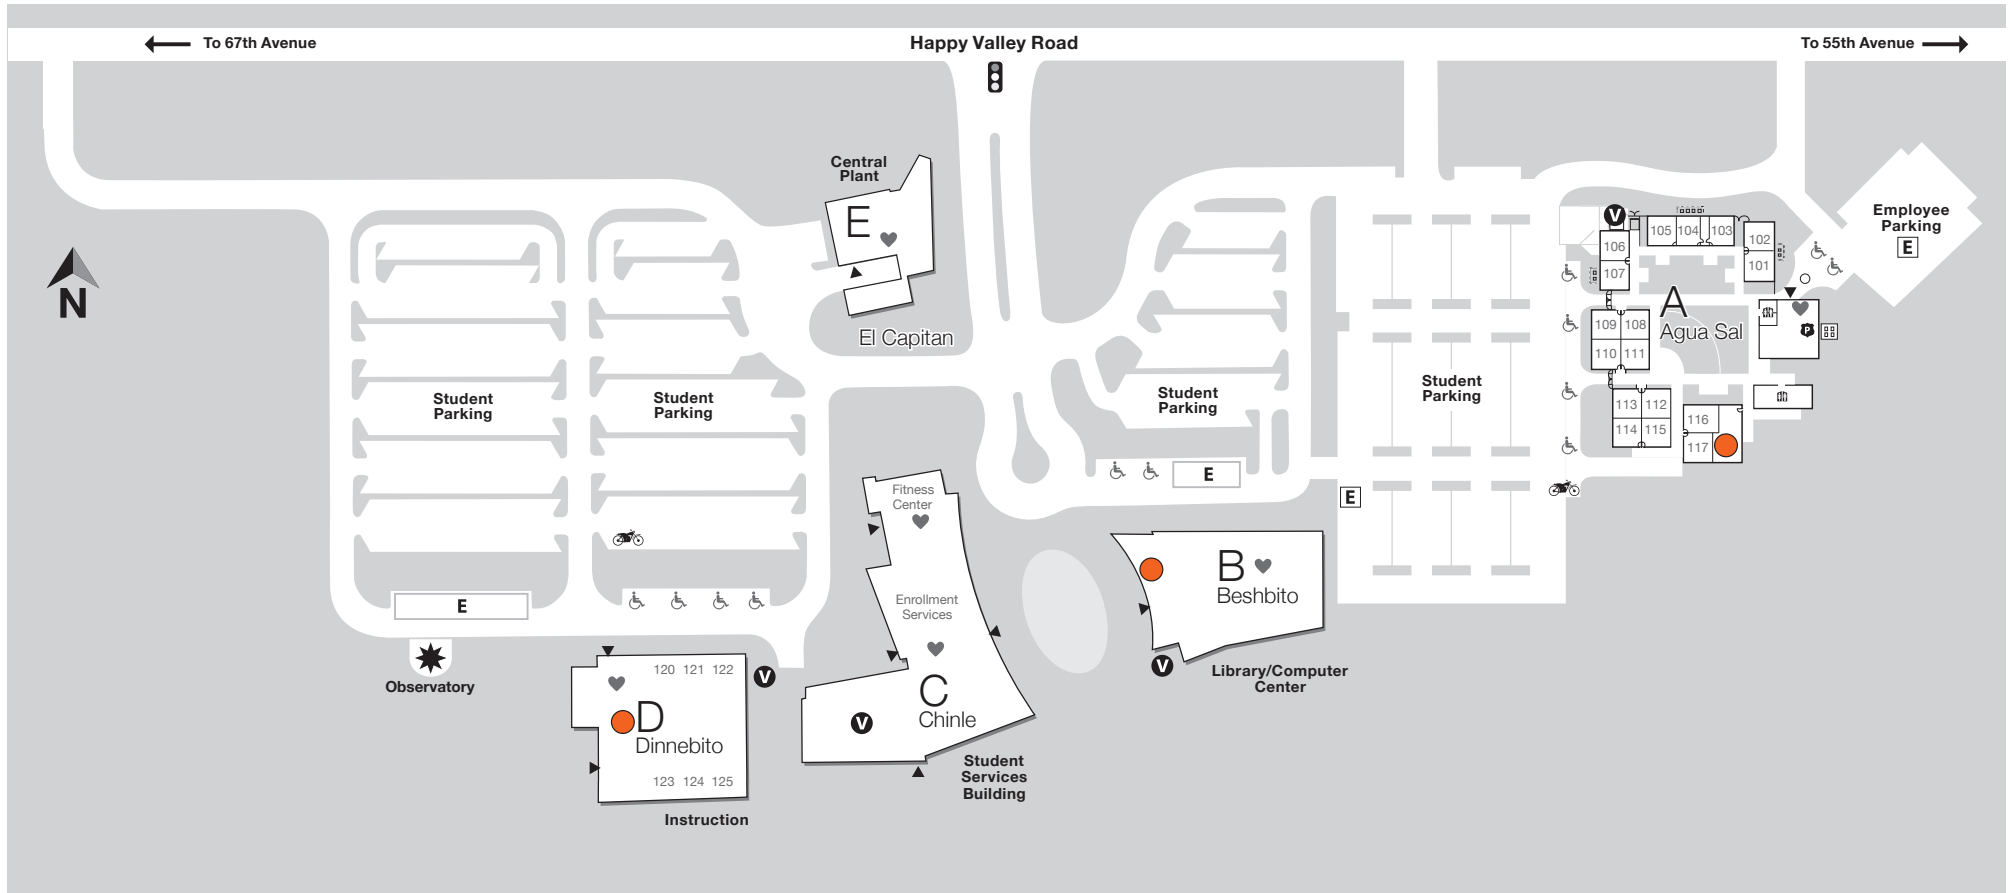 To 67th Avenue
Happy Valley Road
To 55th Avenue
Central
Plant
E
El Capitan
Employee
Parking
E
V
105 104 103
102
101
106
107
A
Agua Sal
109 108
110 111
P
113 112
114 115
116
117
N
Student
Parking
Student
Parking
Student
Parking
Student
Parking
E
E
E
Fitness
Center
Enrollment
Services
C
Chinle
V
Student
Services
Building
B
Beshbito
V
Library/Computer
Center
Observatory
120 121 122
V
D
Dinnebito
123 124 125
Instruction